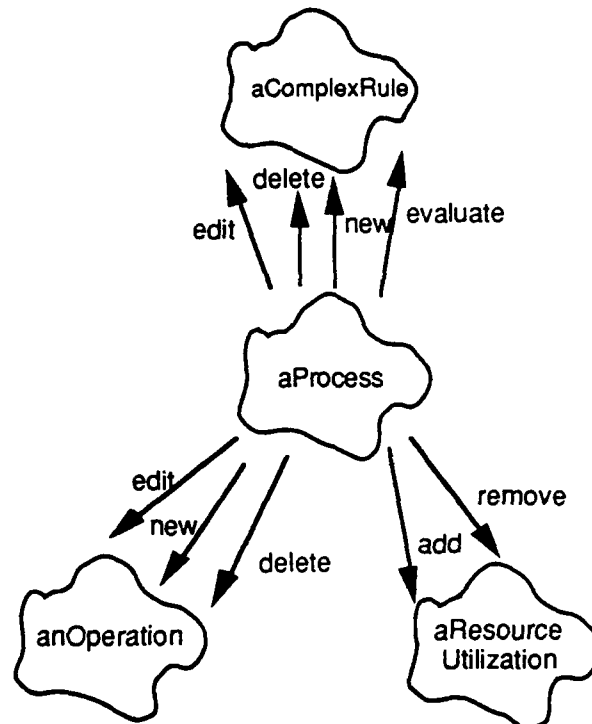 aComplexRule
delete
edit
new
evaluate
aProcess
edit
new
delete
add
remove
anOperation
aResource
Utilization